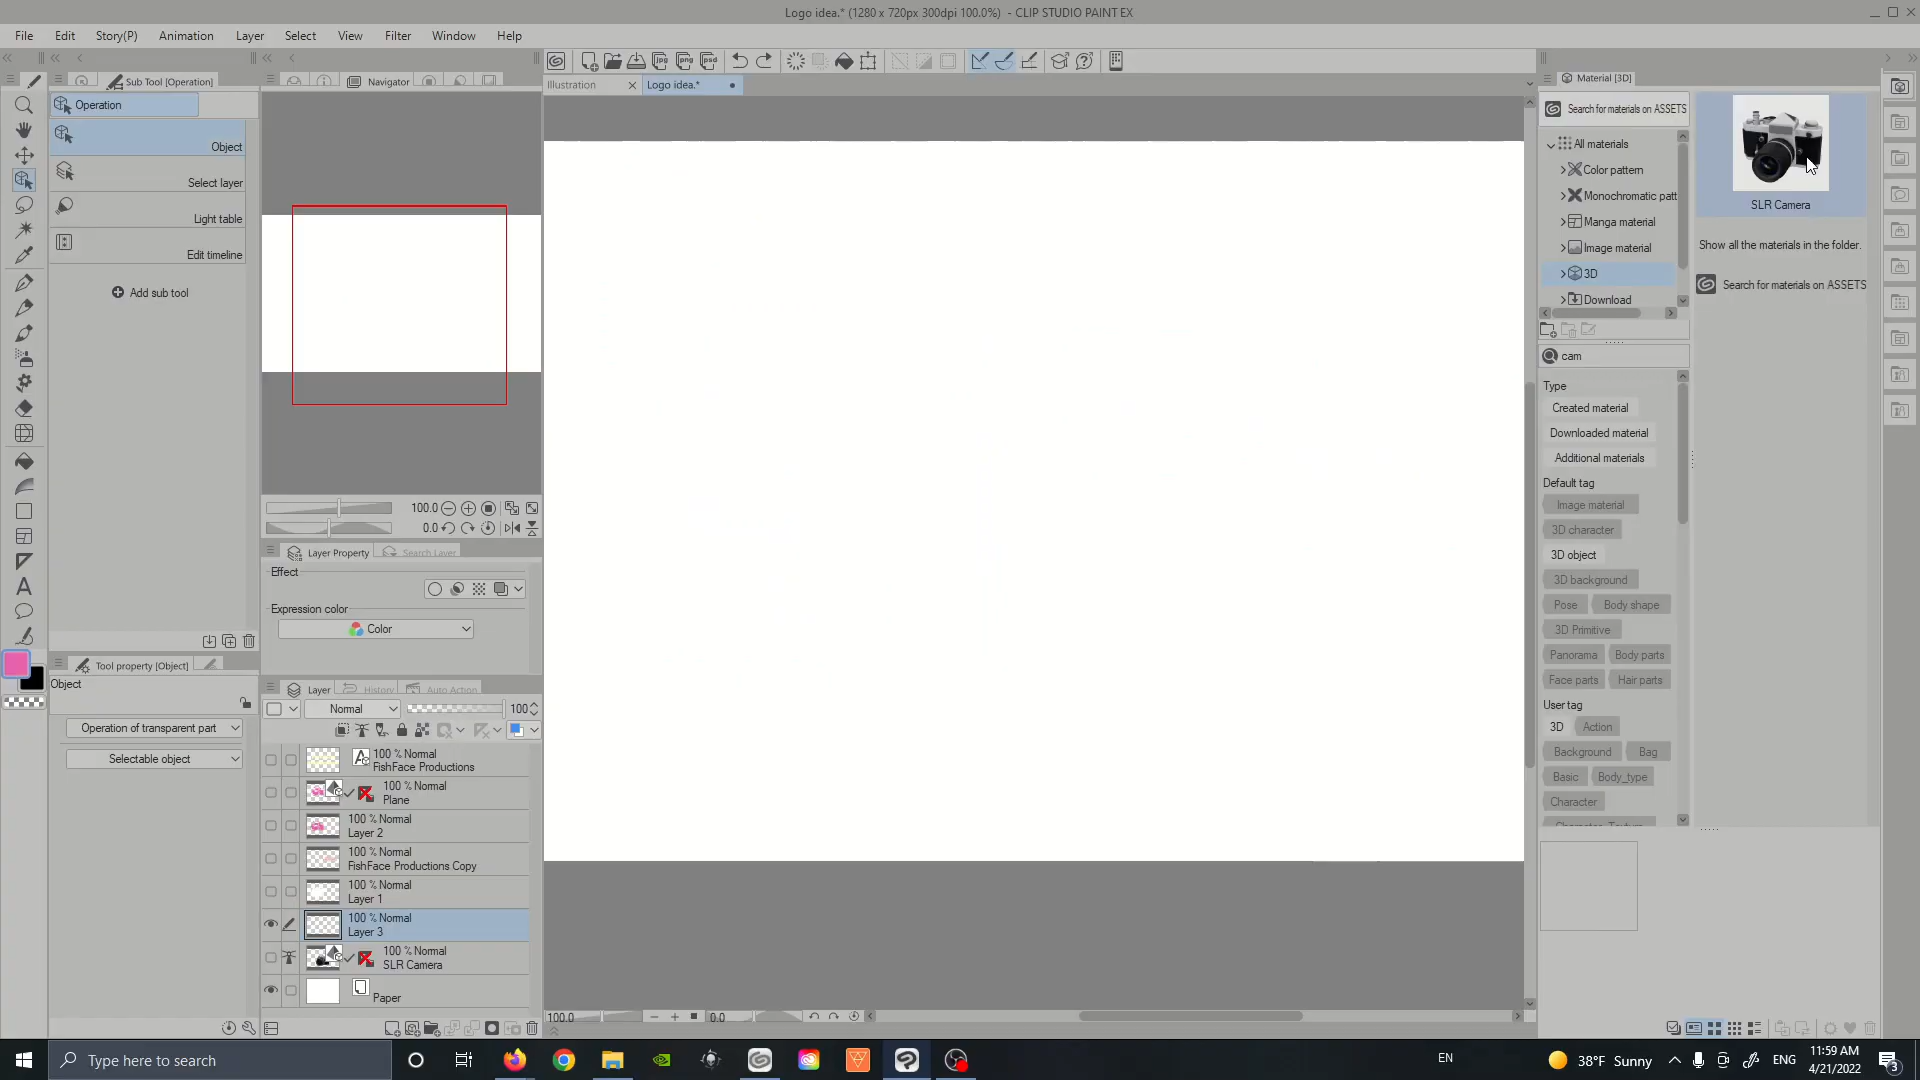 Logo idea.* (1280 x 720px 300dpi 100.0%) - CLIP STUDIO PAINT EX
File Edit Story(P) Animation Layer Select View Filter Window Help
Sub Tool [Operation]
Navigator
Material [3D]
Operation
Illustration
Logo idea.*
Search for materials on ASSETS
Object
Select layer
Light table
Edit timeline
Add sub tool
All materials
Color pattern
Monochromatic patt
Manga material
Image material
3D
Download
SLR Camera
Show all the materials in the folder.
Search for materials on ASSETS
cam
Type
Created material
Downloaded material
Additional materials
Default tag
Image material
3D character
3D object
3D background
Pose Body shape
3D Primitive
Panorama Body parts
Face parts Hair parts
User tag
3D Action
Background Bag
Basic Body_type
Character
Character_Texture
100.0
0.0
Layer Property Search Layer
Effect
Expression color
Color
Tool property [Object]
Object
Operation of transparent part
Selectable object
Layer History Auto Action
Normal 100
100 % Normal
FishFace Productions
100 % Normal
Plane
100 % Normal
Layer 2
100 % Normal
FishFace Productions Copy
100 % Normal
Layer 1
100 % Normal
Layer 3
100 % Normal
SLR Camera
Paper
100.0 0.0
Type here to search
EN
38°F Sunny
ENG
11:59 AM
4/21/2022
3